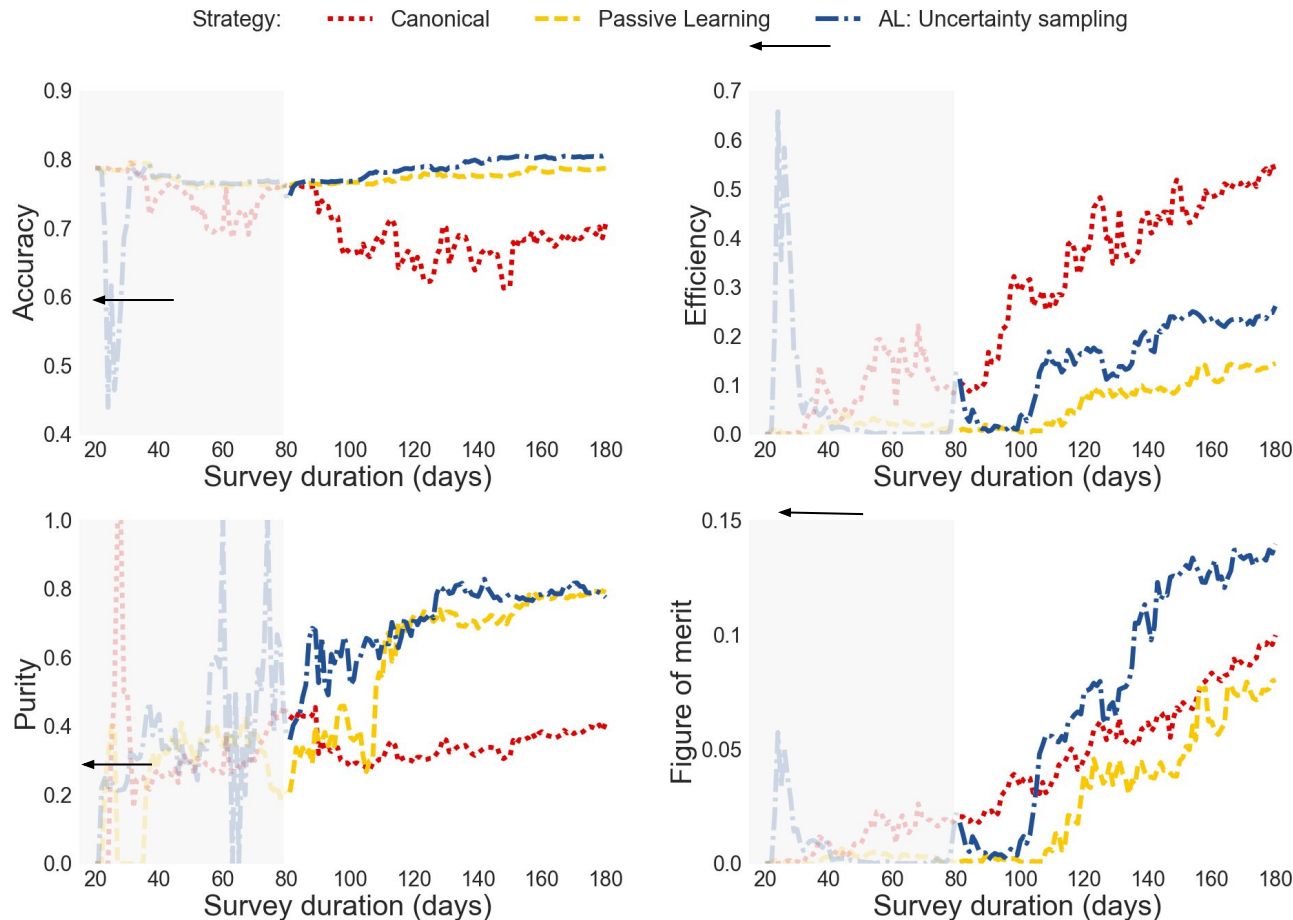 Strategy: Canonical Passive Learning AL: Uncertainty sampling
Accuracy
0.9
0.8
0.7
0.6
0.5
0.4
20 40 60 80 100 120 140 160 180
Survey duration (days)
Efficiency
0.7
0.6
0.5
0.4
0.3
0.2
0.1
0.0
20 40 60 80 100 120 140 160 180
Survey duration (days)
Purity
1.0
0.8
0.6
0.4
0.2
0.0
20 40 60 80 100 120 140 160 180
Survey duration (days)
Figure of merit
0.15
0.1
0.05
0.0
20 40 60 80 100 120 140 160 180
Survey duration (days)